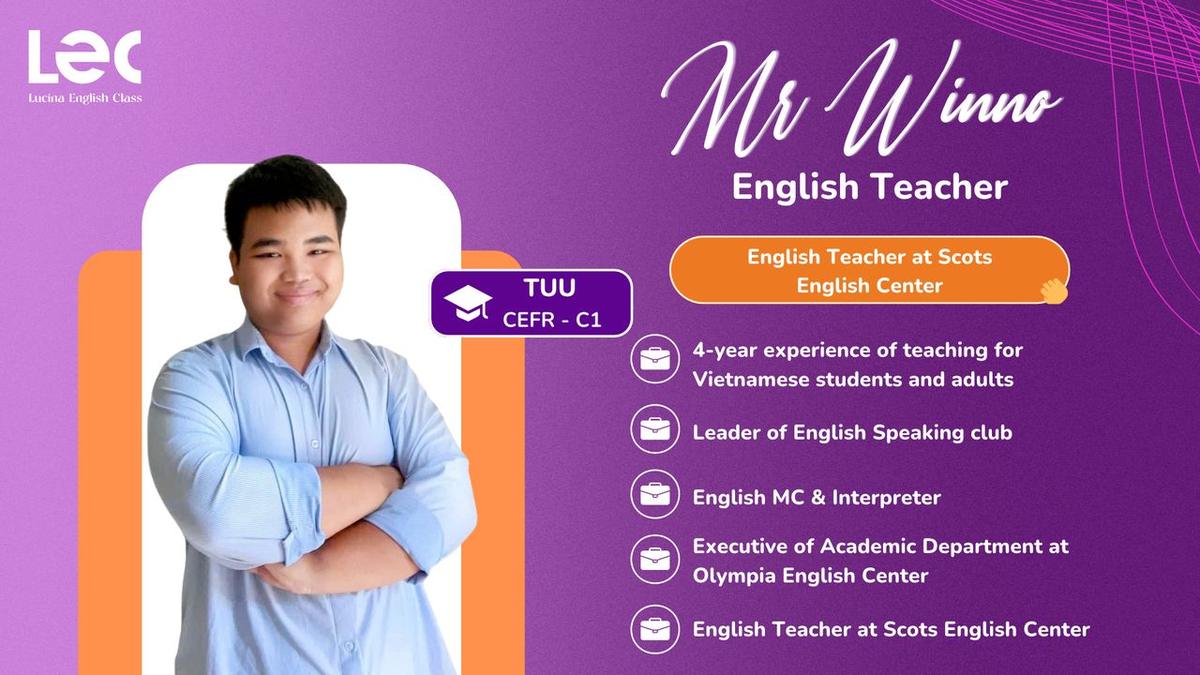 Lec
Lucina English Class
Mr Winno
English Teacher
English Teacher at Scots
English Center
TUU
CEFR - C1
4-year experience of teaching for
Vietnamese students and adults
Leader of English Speaking club
English MC & Interpreter
Executive of Academic Department at
Olympia English Center
English Teacher at Scots English Center